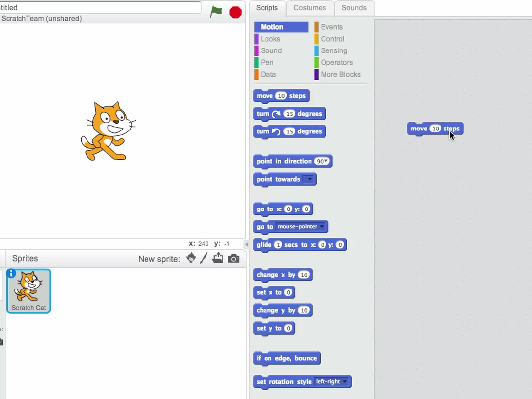 titled
Scratch Cat (unshared)
Scripts
Costumes
Sounds
Motion
Events
Looks
Control
Sound
Sensing
Pen
Operators
Data
More Blocks
move 10 steps
turn 15 degrees
turn 15 degrees
point in direction 90
point towards
go to x: 0 y: 0
go to mouse-pointer
glide 1 secs to x: 0 y: 0
change x by 10
set x to 0
change y by 10
set y to 0
if on edge, bounce
set rotation style left-right
move 10 steps
x: 241 y: -1
Sprites
New sprite:
Scratch Cat